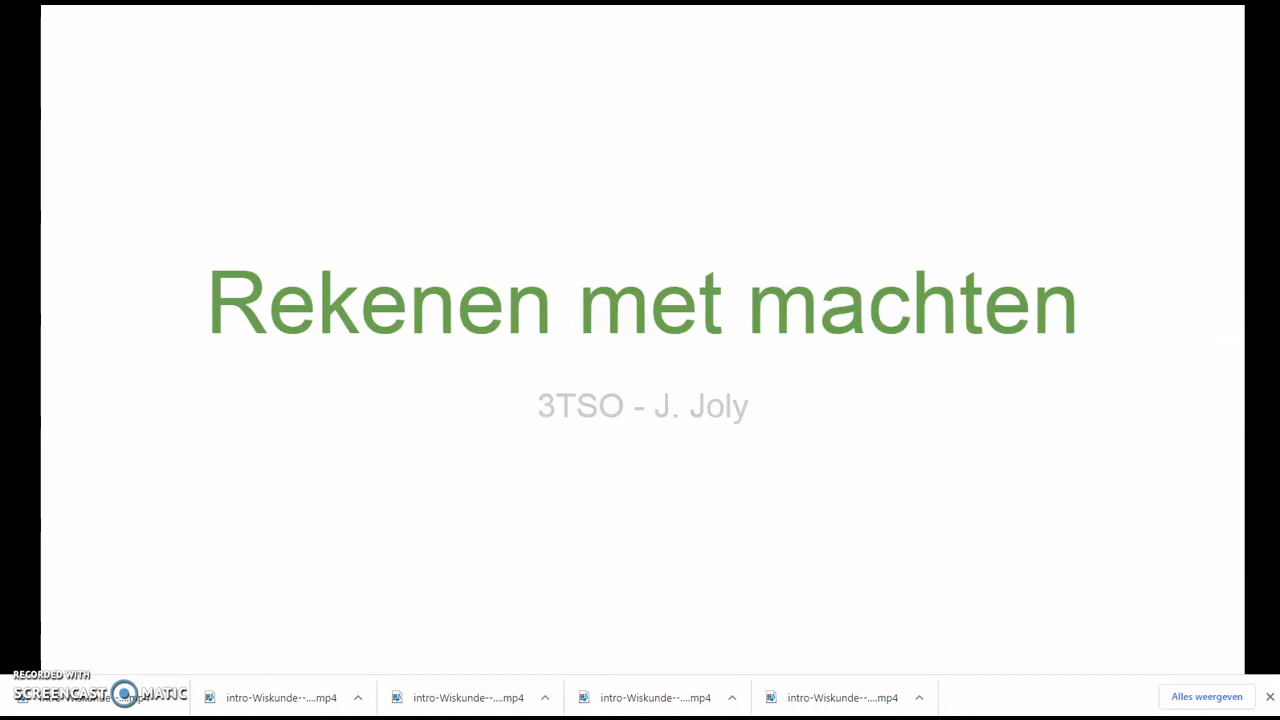 Rekenen met machten
3TSO - J. Joly
RECORDED WITH
SCREENCAST MATIC
intro-Wiskunde--....mp4
intro-Wiskunde--....mp4
intro-Wiskunde--....mp4
intro-Wiskunde--....mp4
Alles weergeven